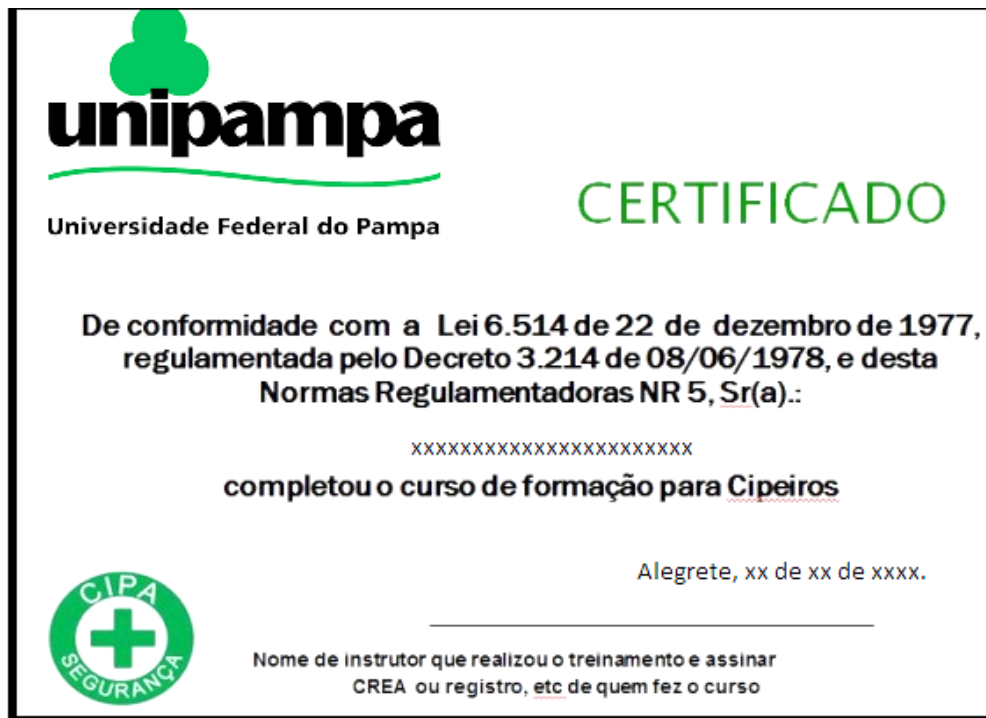 unipampa
Universidade Federal do Pampa
CERTIFICADO
De conformidade com a Lei 6.514 de 22 de dezembro de 1977,
regulamentada pelo Decreto 3.214 de 08/06/1978, e desta
Normas Regulamentadoras NR 5, Sr(a).:
xxxxxxxxxxxxxxxxxxxxxxx
completou o curso de formação para Cipeiros
Alegrete, xx de xx de xxxx.
CIPA
SEGURANÇA
Nome de instrutor que realizou o treinamento e assinar
CREA ou registro, etc de quem fez o curso